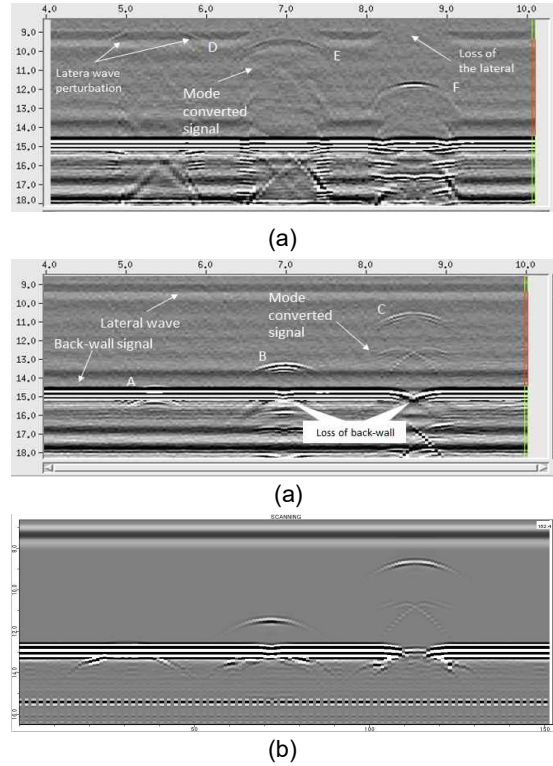 4.0 5.0 6.0 7.0 8.0 9.0 10.0
9.0
10.0
11.0
12.0
13.0
14.0
15.0
16.0
17.0
18.0
D
E
F
Latera wave
perturbation
Mode
converted
signal
Loss of
the lateral
(a)
4.0 5.0 6.0 7.0 8.0 9.0 10.0
9.0
10.0
11.0
12.0
13.0
14.0
15.0
16.0
17.0
18.0
Lateral wave
Back-wall signal
A
B
C
Mode
converted
signal
Loss of back-wall
(a)
SCANNING
50 100 150
(b)